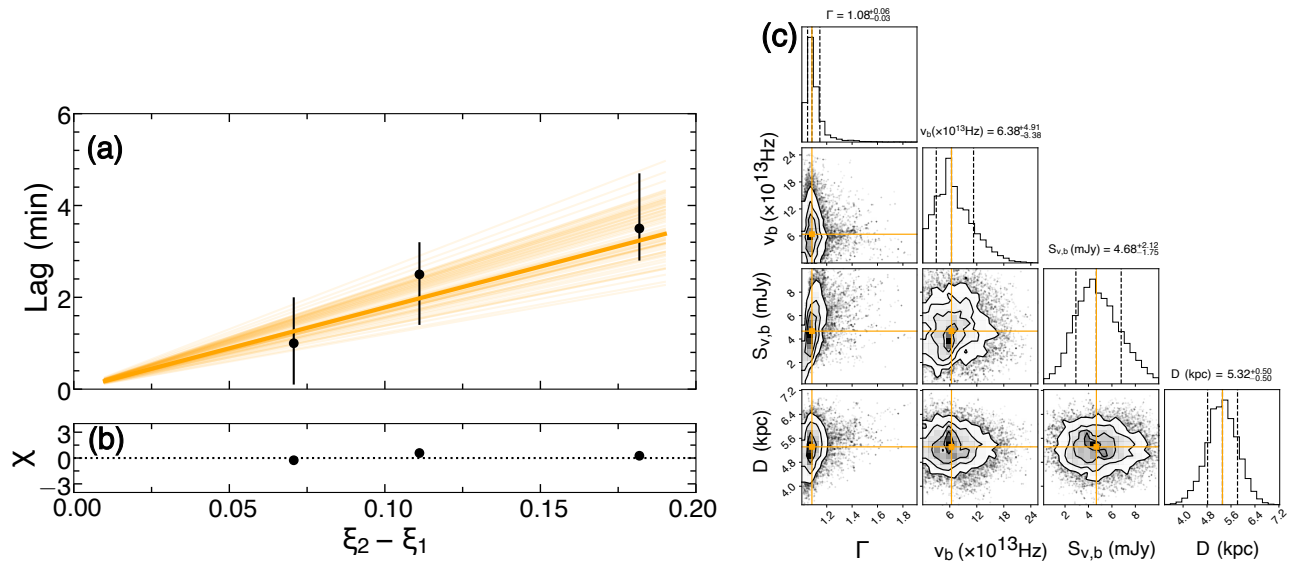 (a)
Lag (min)
6
4
2
0
(b)
X
3
0
−3
0.00 0.05 0.10 0.15 0.20
ξ2 − ξ1
(c)
Γ = 1.08+0.06 −0.03
νb(×10^13Hz) = 6.38+4.91 −3.38
νb (×10^13Hz)
24
18
12
6
Sν,b (mJy) = 4.68+2.12 −1.75
Sν,b (mJy)
8
6
4
2
D (kpc) = 5.32+0.50 −0.50
D (kpc)
7.2
6.4
5.6
4.8
4.0
1.2 1.4 1.6 1.8
6 12 18 24
2 4 6 8
4.0 4.8 5.6 6.4 7.2
Γ
νb (×10^13Hz)
Sν,b (mJy)
D (kpc)